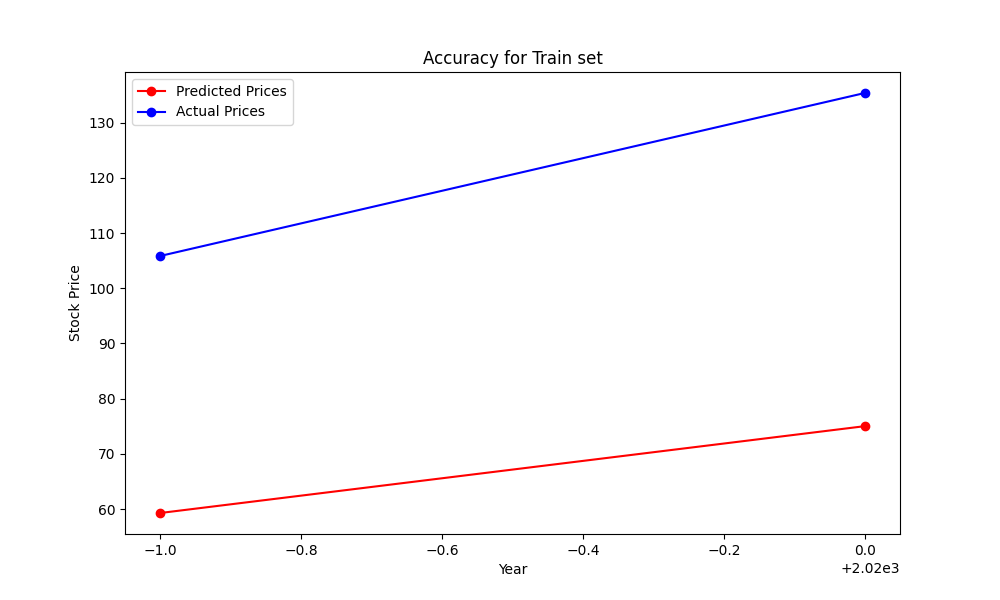 Accuracy for Train set
Predicted Prices
Actual Prices
130
120
110
100
90
80
70
60
Stock Price
−1.0 −0.8 −0.6 −0.4 −0.2 0.0
Year
+2.02e3